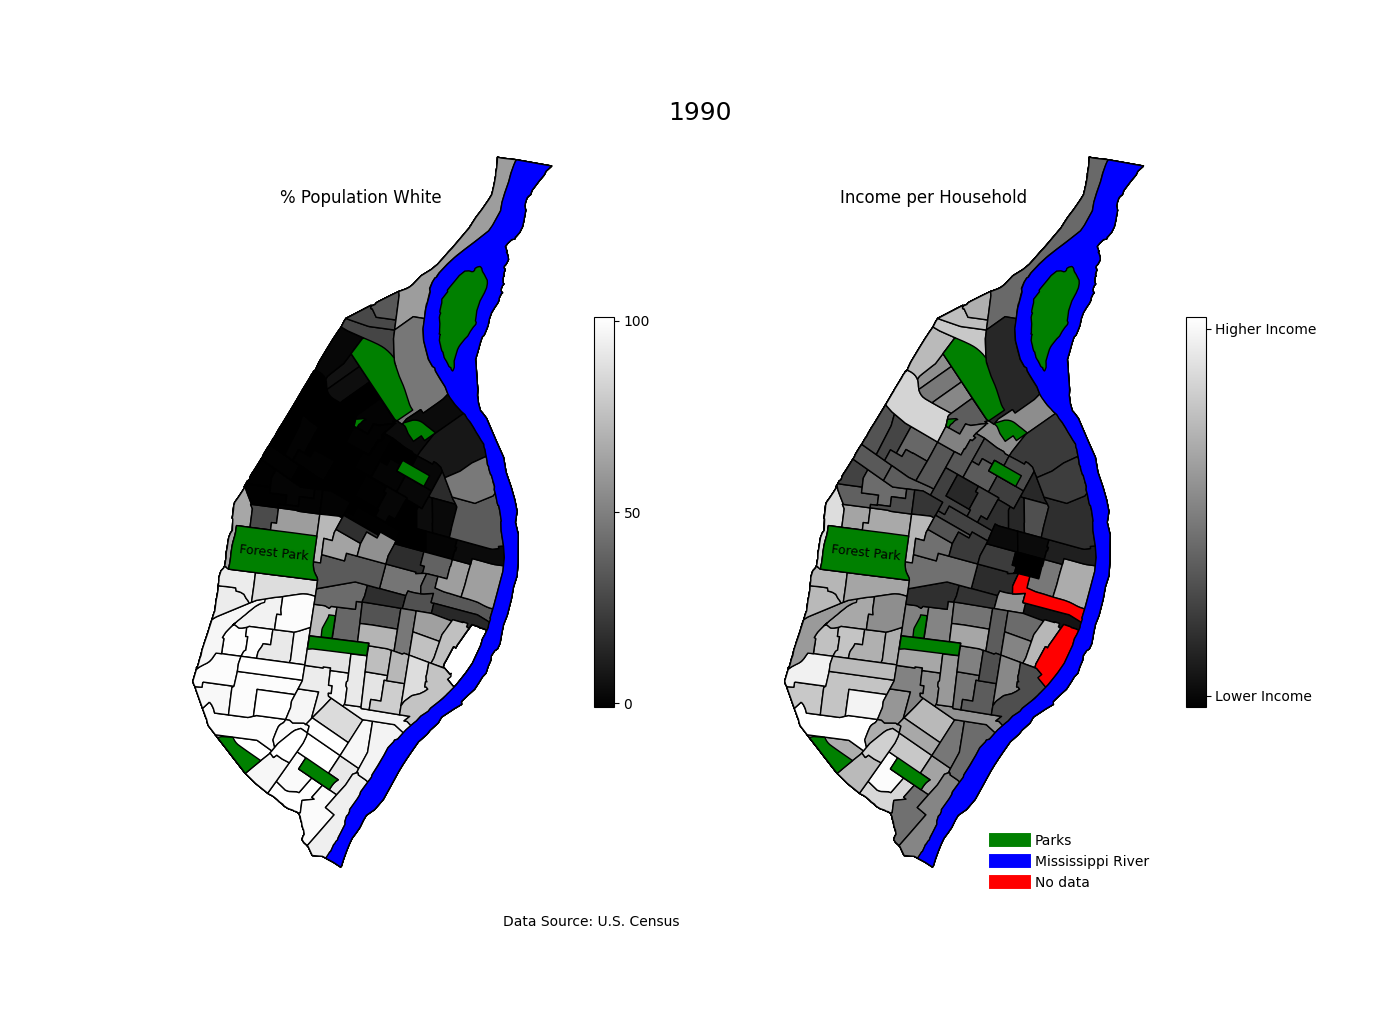 1990
% Population White
Income per Household
100
50
0
Higher Income
Lower Income
Forest Park
Forest Park
Parks
Mississippi River
No data
Data Source: U.S. Census